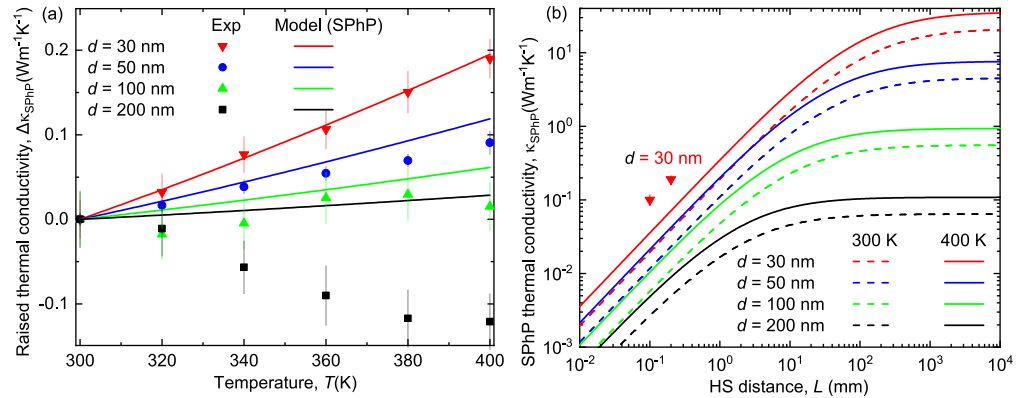 (a)
Raised thermal conductivity, Δκ_SPhP(Wm⁻¹K⁻¹)
0.2
0.1
0.0
-0.1
Exp Model (SPhP)
d = 30 nm
d = 50 nm
d = 100 nm
d = 200 nm
300 320 340 360 380 400
Temperature, T(K)
(b)
SPhP thermal conductivity, κ_SPhP(Wm⁻¹K⁻¹)
10¹
10⁰
10⁻¹
10⁻²
10⁻³
d = 30 nm
300 K 400 K
d = 30 nm
d = 50 nm
d = 100 nm
d = 200 nm
10⁻² 10⁻¹ 10⁰ 10¹ 10² 10³ 10⁴
HS distance, L (mm)